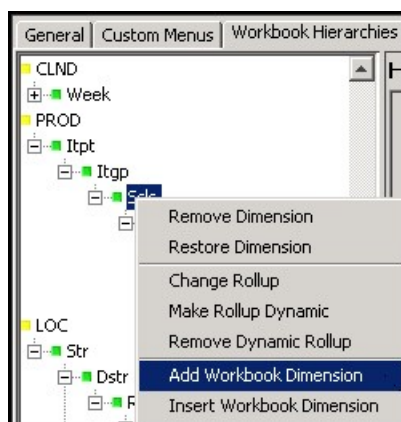 General Custom Menus Workbook Hierarchies
CLND
Week
PROD
Itpt
Itgp
Scls
Remove Dimension
Restore Dimension
Change Rollup
Make Rollup Dynamic
Remove Dynamic Rollup
Add Workbook Dimension
Insert Workbook Dimension
LOC
Str
Dstr